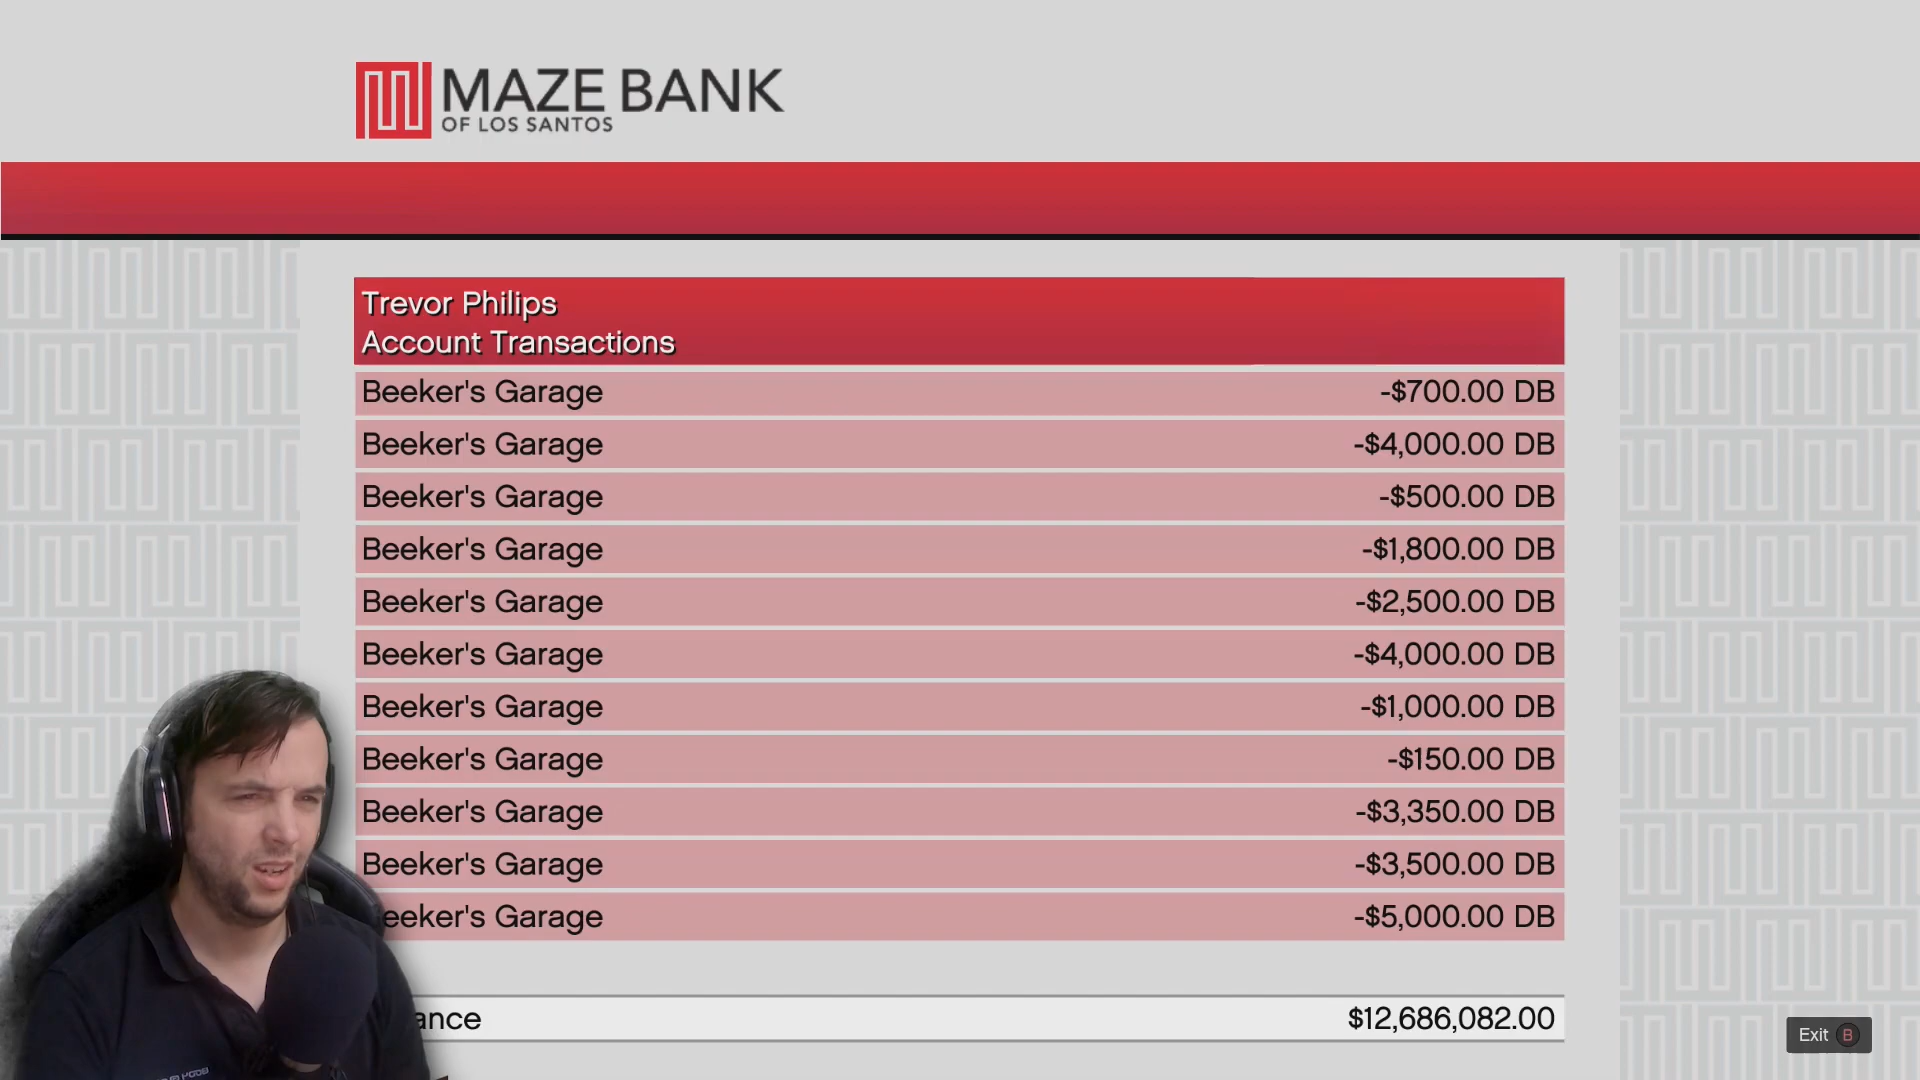 MAZE BANK
OF LOS SANTOS
Trevor Philips
Account Transactions
Beeker's Garage -$700.00 DB
Beeker's Garage -$4,000.00 DB
Beeker's Garage -$500.00 DB
Beeker's Garage -$1,800.00 DB
Beeker's Garage -$2,500.00 DB
Beeker's Garage -$4,000.00 DB
Beeker's Garage -$1,000.00 DB
Beeker's Garage -$150.00 DB
Beeker's Garage -$3,350.00 DB
Beeker's Garage -$3,500.00 DB
eeker's Garage -$5,000.00 DB
ance $12,686,082.00
Exit B